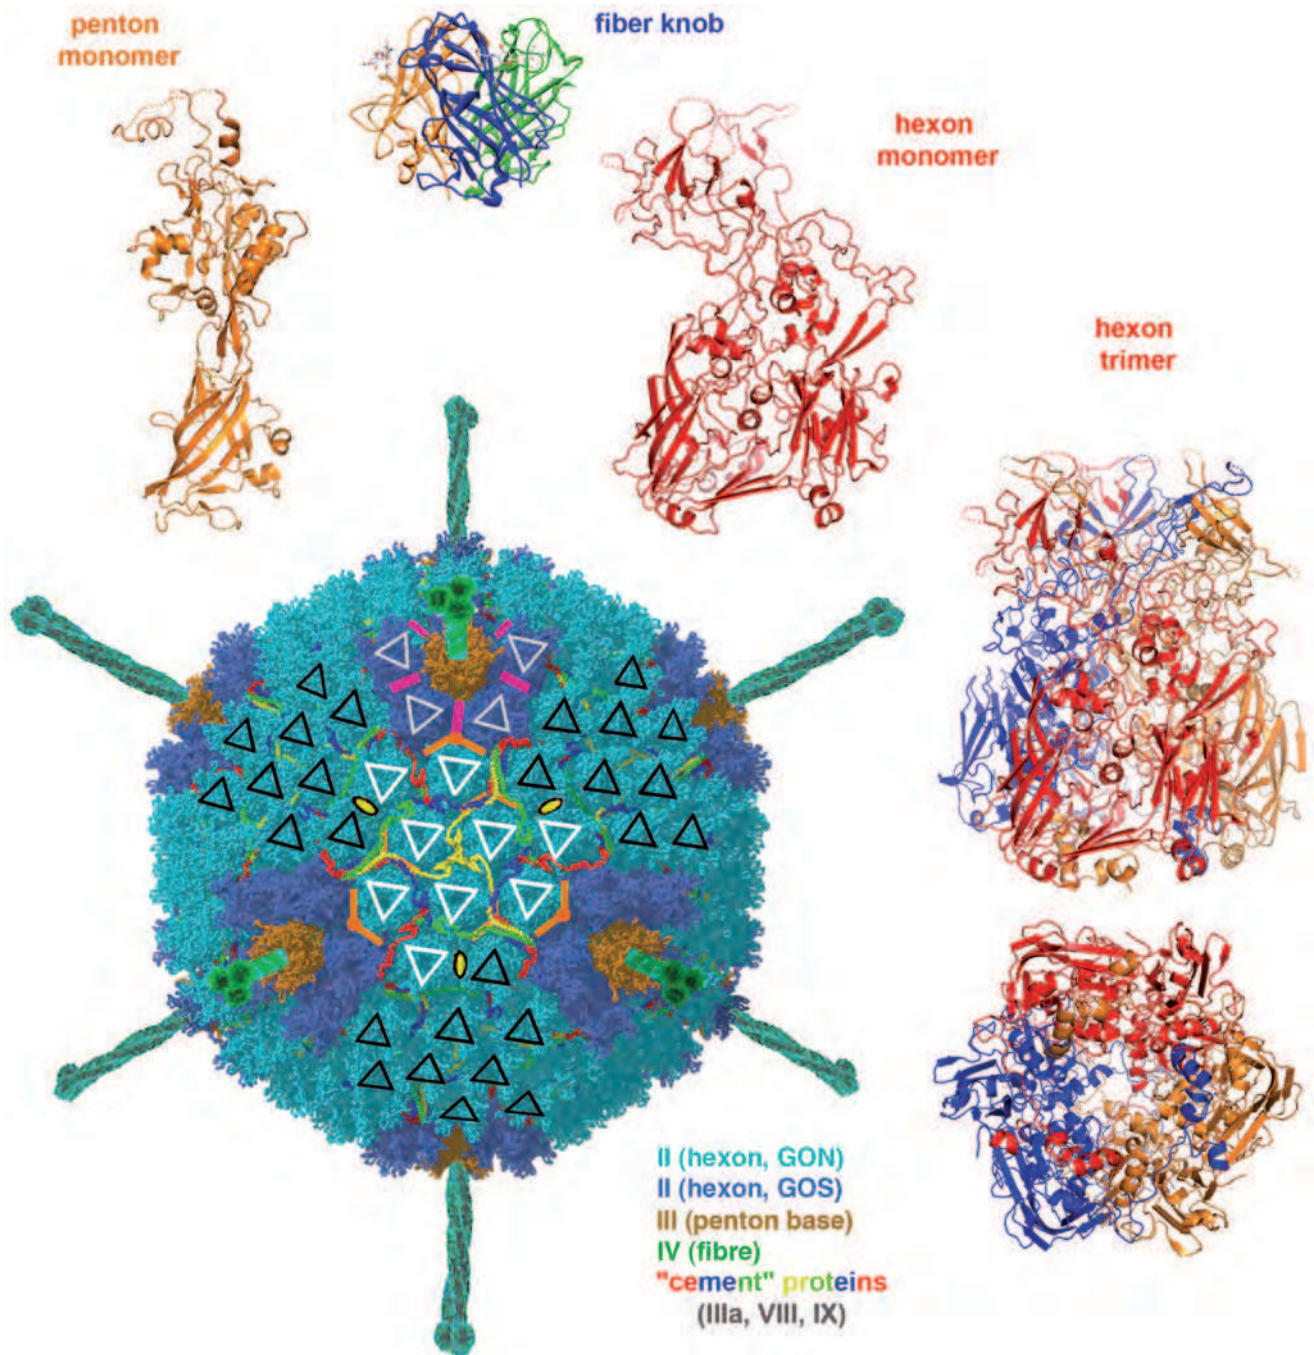 penton
monomer
fiber knob
hexon
monomer
hexon
trimer
II (hexon, GON)
II (hexon, GOS)
III (penton base)
IV (fibre)
"cement" proteins
(IIIa, VIII, IX)